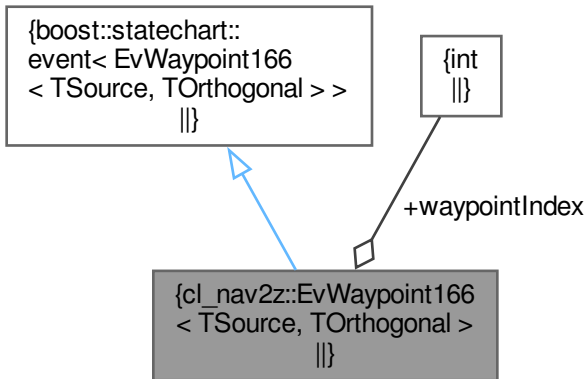 {boost::statechart::
event< EvWaypoint166
< TSource, TOrthogonal > >
||}
{int
||}
+waypointIndex
{cl_nav2z::EvWaypoint166
< TSource, TOrthogonal >
||}